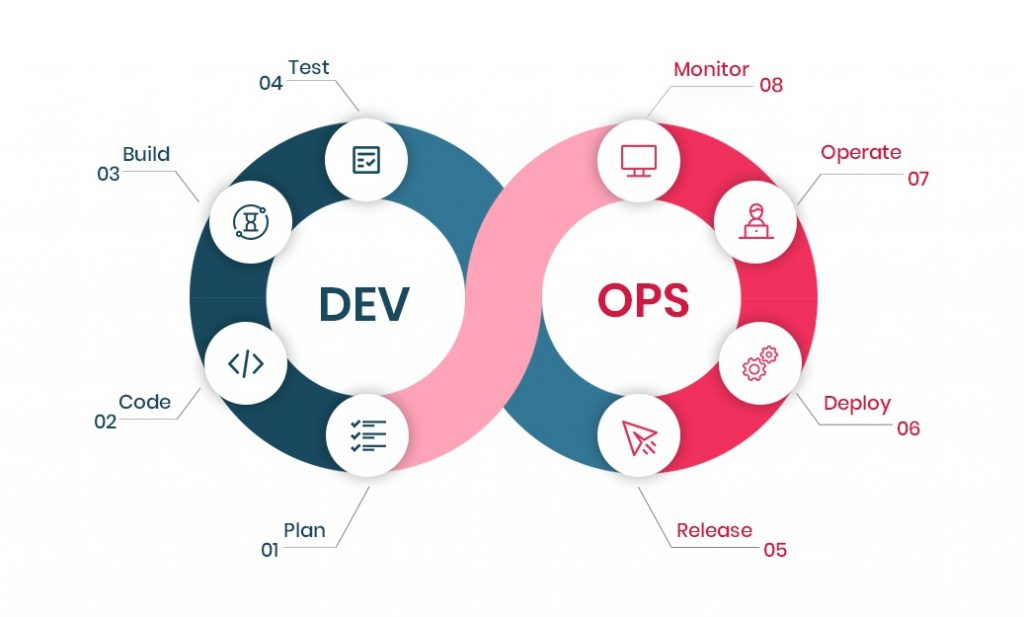 Test
04
Monitor
08
Build
03
Operate
07
DEV
OPS
Code
02
Deploy
06
Plan
01
Release
05